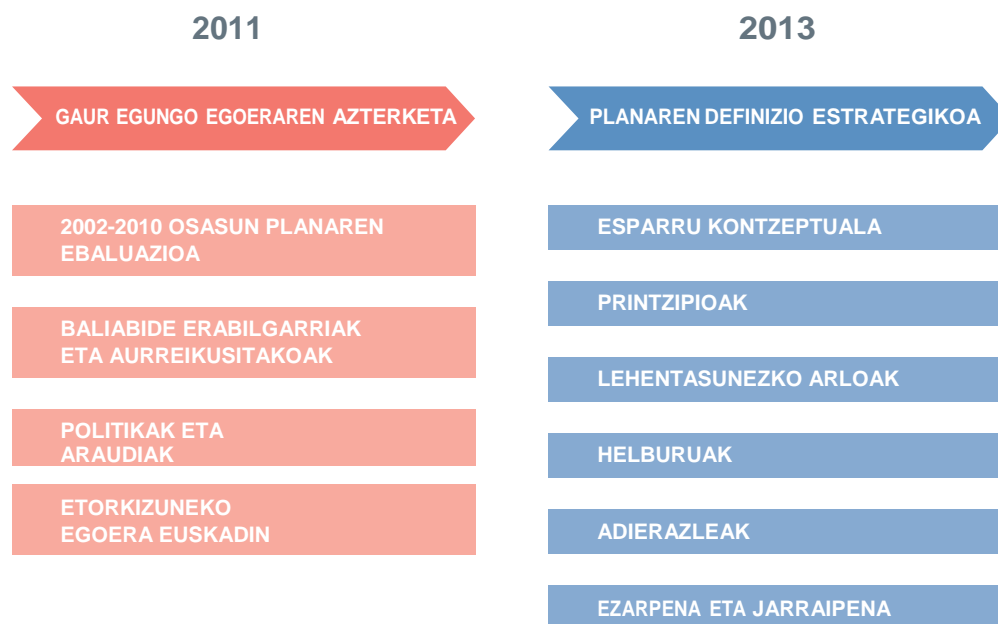 2011
GAUR EGUNGO EGOERAREN AZTERKETA
2002-2010 OSASUN PLANAREN
EBALUAZIOA
BALIABIDE ERABILGARRIAK
ETA AURREIKUSITAKOAK
POLITIKAK ETA
ARAUDIAK
ETORKIZUNEKO
EGOERA EUSKADIN
2013
PLANAREN DEFINIZIO ESTRATEGIKOA
ESPARRU KONTZEPTUALA
PRINTZIPIOAK
LEHENTASUNEZKO ARLOAK
HELBURUAK
ADIERAZLEAK
EZARPENA ETA JARRAIPENA